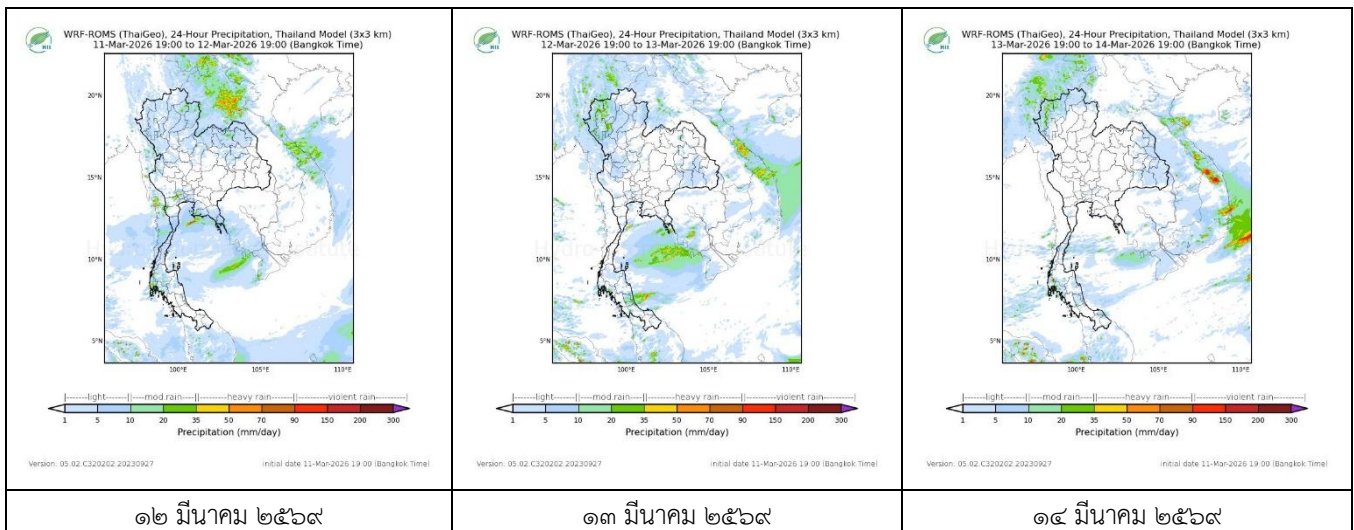 WRF-ROMS (ThaiGeo), 24-Hour Precipitation, Thailand Model (3x3 km)
11-Mar-2026 19:00 to 12-Mar-2026 19:00 (Bangkok Time)
20°N
15°N
10°N
5°N
100°E 105°E 110°E
light mod rain heavy rain violent rain
1 5 10 20 35 50 70 90 150 200 300
Precipitation (mm/day)
Version: 05.02.C320202.20230927 initial date 11-Mar-2026 19:00 (Bangkok Time)
๑๒ มีนาคม ๒๕๖๙
WRF-ROMS (ThaiGeo), 24-Hour Precipitation, Thailand Model (3x3 km)
12-Mar-2026 19:00 to 13-Mar-2026 19:00 (Bangkok Time)
20°N
15°N
10°N
5°N
100°E 105°E 110°E
light mod rain heavy rain violent rain
1 5 10 20 35 50 70 90 150 200 300
Precipitation (mm/day)
Version: 05.02.C320202.20230927 initial date 11-Mar-2026 19:00 (Bangkok Time)
๑๓ มีนาคม ๒๕๖๙
WRF-ROMS (ThaiGeo), 24-Hour Precipitation, Thailand Model (3x3 km)
13-Mar-2026 19:00 to 14-Mar-2026 19:00 (Bangkok Time)
20°N
15°N
10°N
5°N
100°E 105°E 110°E
light mod rain heavy rain violent rain
1 5 10 20 35 50 70 90 150 200 300
Precipitation (mm/day)
Version: 05.02.C320202.20230927 initial date 11-Mar-2026 19:00 (Bangkok Time)
๑๔ มีนาคม ๒๕๖๙